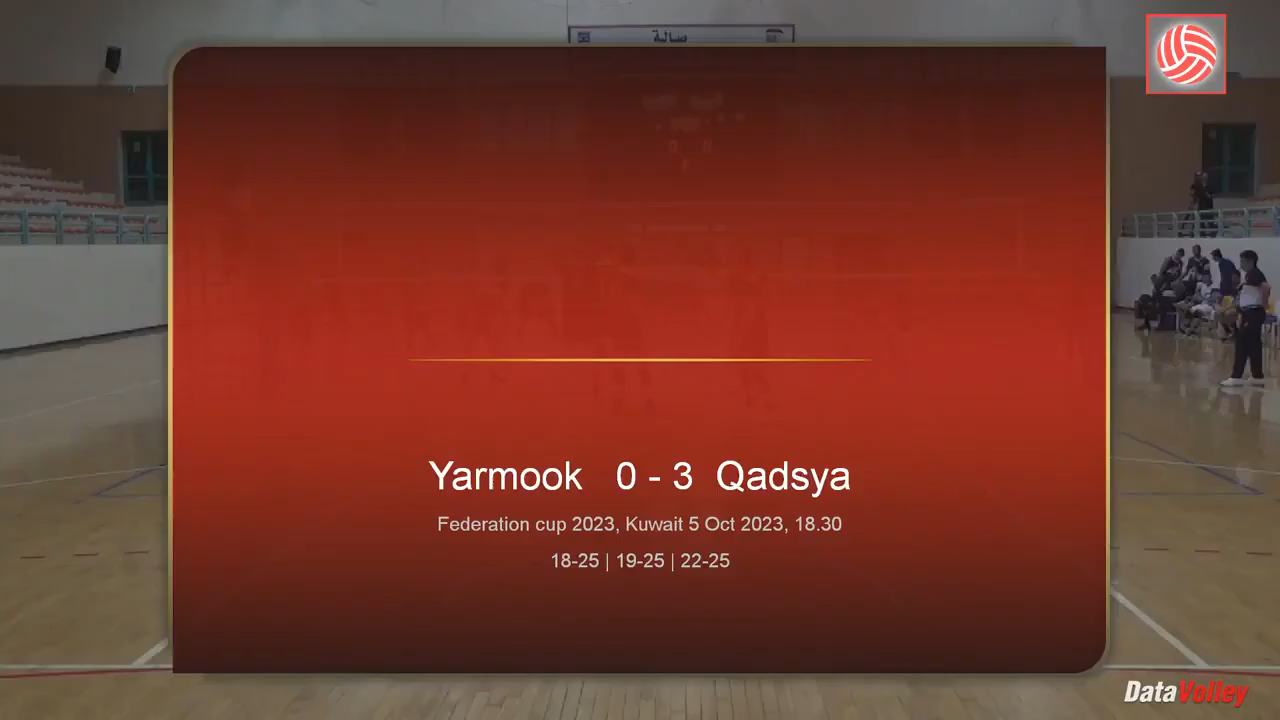 صالة
Yarmook 0 - 3 Qadsya
Federation cup 2023, Kuwait 5 Oct 2023, 18.30
18-25 | 19-25 | 22-25
DataVolley